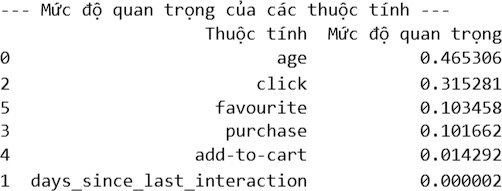 --- Mức độ quan trọng của các thuộc tính ---
Thuộc tính Mức độ quan trọng
0 age 0.465306
2 click 0.315281
5 favourite 0.103458
3 purchase 0.101662
4 add-to-cart 0.014292
1 days_since_last_interaction 0.000002